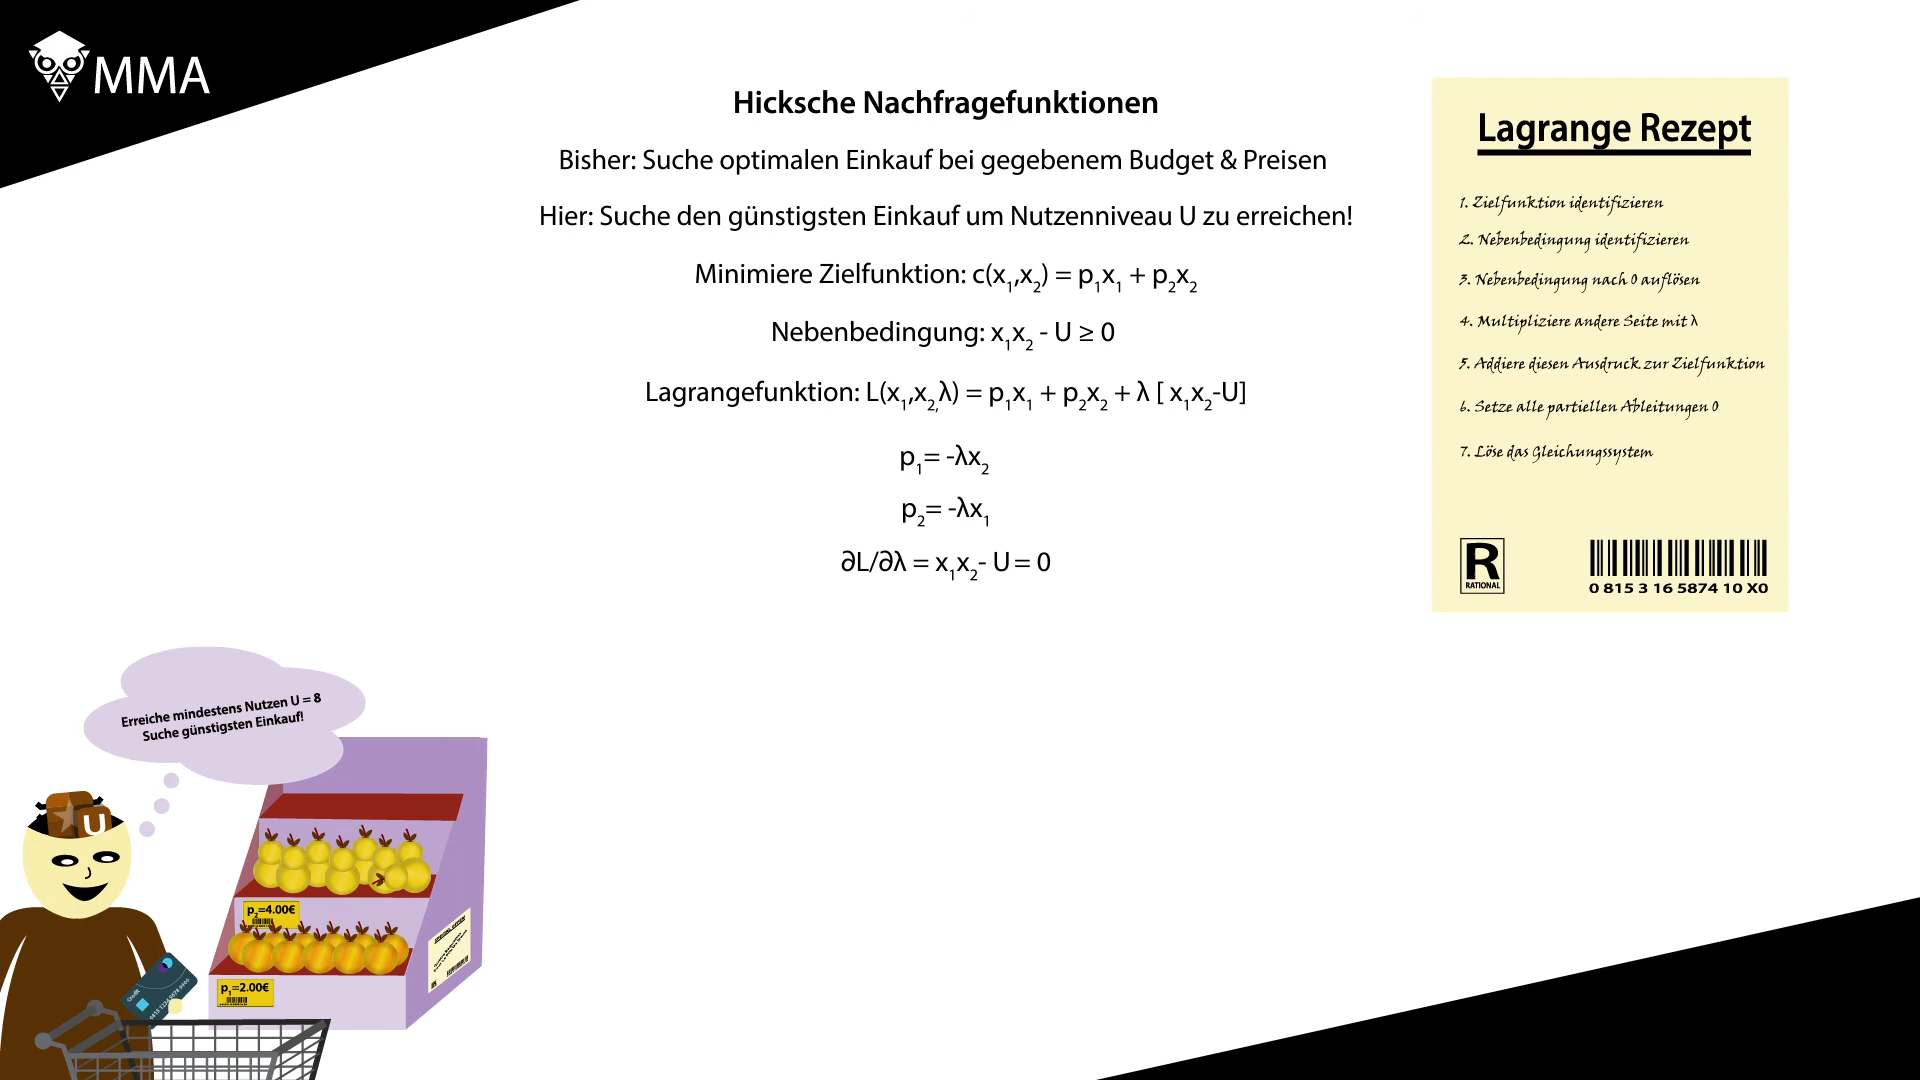 MMA
Hicksche Nachfragefunktionen
Bisher: Suche optimalen Einkauf bei gegebenem Budget & Preisen
Hier: Suche den günstigsten Einkauf um Nutzenniveau U zu erreichen!
Minimiere Zielfunktion: c(x₁,x₂) = p₁x₁ + p₂x₂
Nebenbedingung: x₁x₂ - U ≥ 0
Lagrangefunktion: L(x₁,x₂,λ) = p₁x₁ + p₂x₂ + λ [ x₁x₂-U]
p₁= -λx₂
p₂= -λx₁
∂L/∂λ = x₁x₂- U = 0
Lagrange Rezept
1. Zielfunktion identifizieren
2. Nebenbedingung identifizieren
3. Nebenbedingung nach 0 auflösen
4. Multipliziere andere Seite mit λ
5. Addiere diesen Ausdruck zur Zielfunktion
6. Setze alle partiellen Ableitungen 0
7. Löse das Gleichungssystem
R
RATIONAL
0 815 3 16 5874 10 X0
Erreiche mindestens Nutzen U = 8
Suche günstigsten Einkauf!
U
p₂=4.00€
p₁=2.00€
Credit